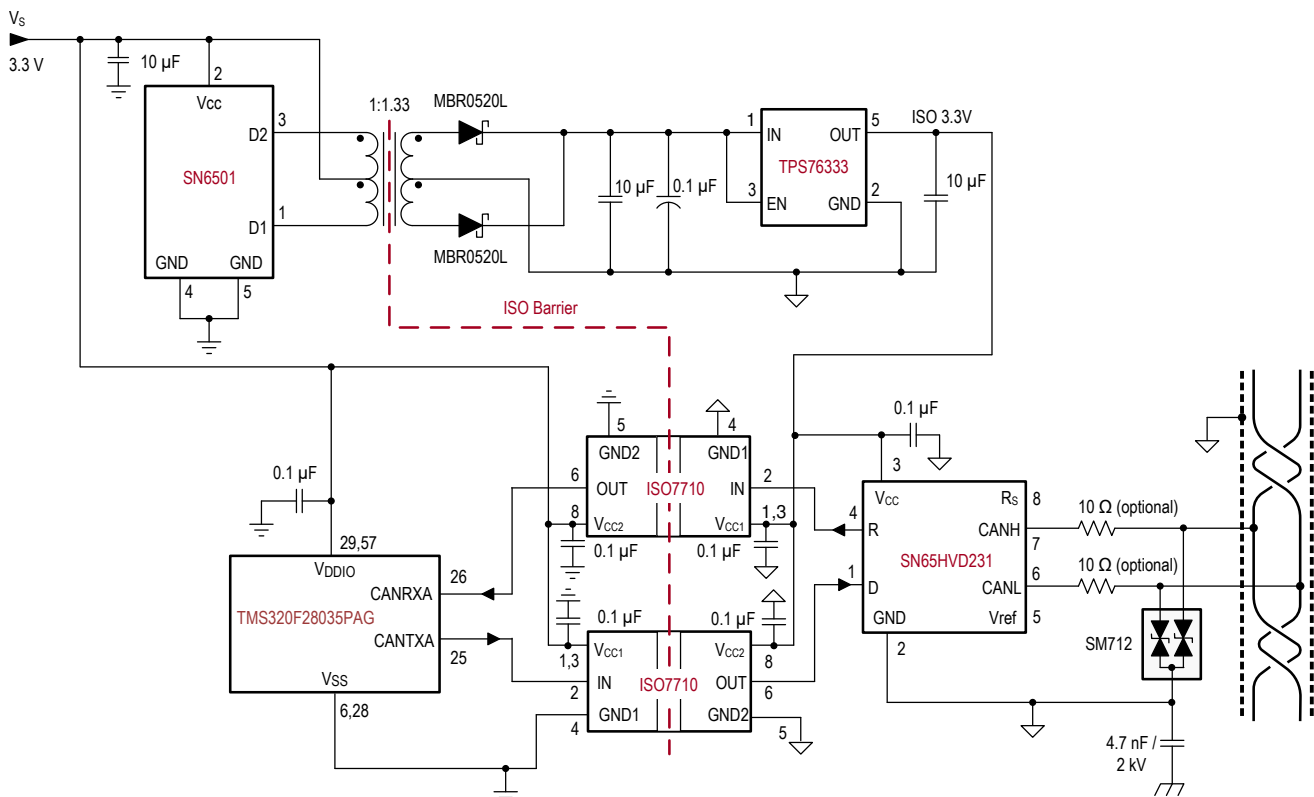 VS
3.3 V
10 µF
2
Vcc
D2
3
SN6501
D1
1
GND
GND
4
5
1:1.33
MBR0520L
MBR0520L
10 µF
0.1 µF
1
IN
OUT
5
TPS76333
3
EN
GND
2
ISO 3.3V
10 µF
ISO Barrier
5
GND2
4
GND1
6
OUT
ISO7710
IN
2
8
VCC2
VCC1
1,3
0.1 µF
0.1 µF
0.1 µF
29,57
VDDIO
CANRXA
26
TMS320F28035PAG
CANTXA
25
VSS
6,28
0.1 µF
0.1 µF
1,3
VCC1
VCC2
8
2
IN
ISO7710
OUT
6
4
GND1
GND2
5
0.1 µF
3
VCC
RS
8
4
R
CANH
7
SN65HVD231
1
D
CANL
6
GND
Vref
5
2
10 Ω (optional)
10 Ω (optional)
SM712
4.7 nF /
2 kV